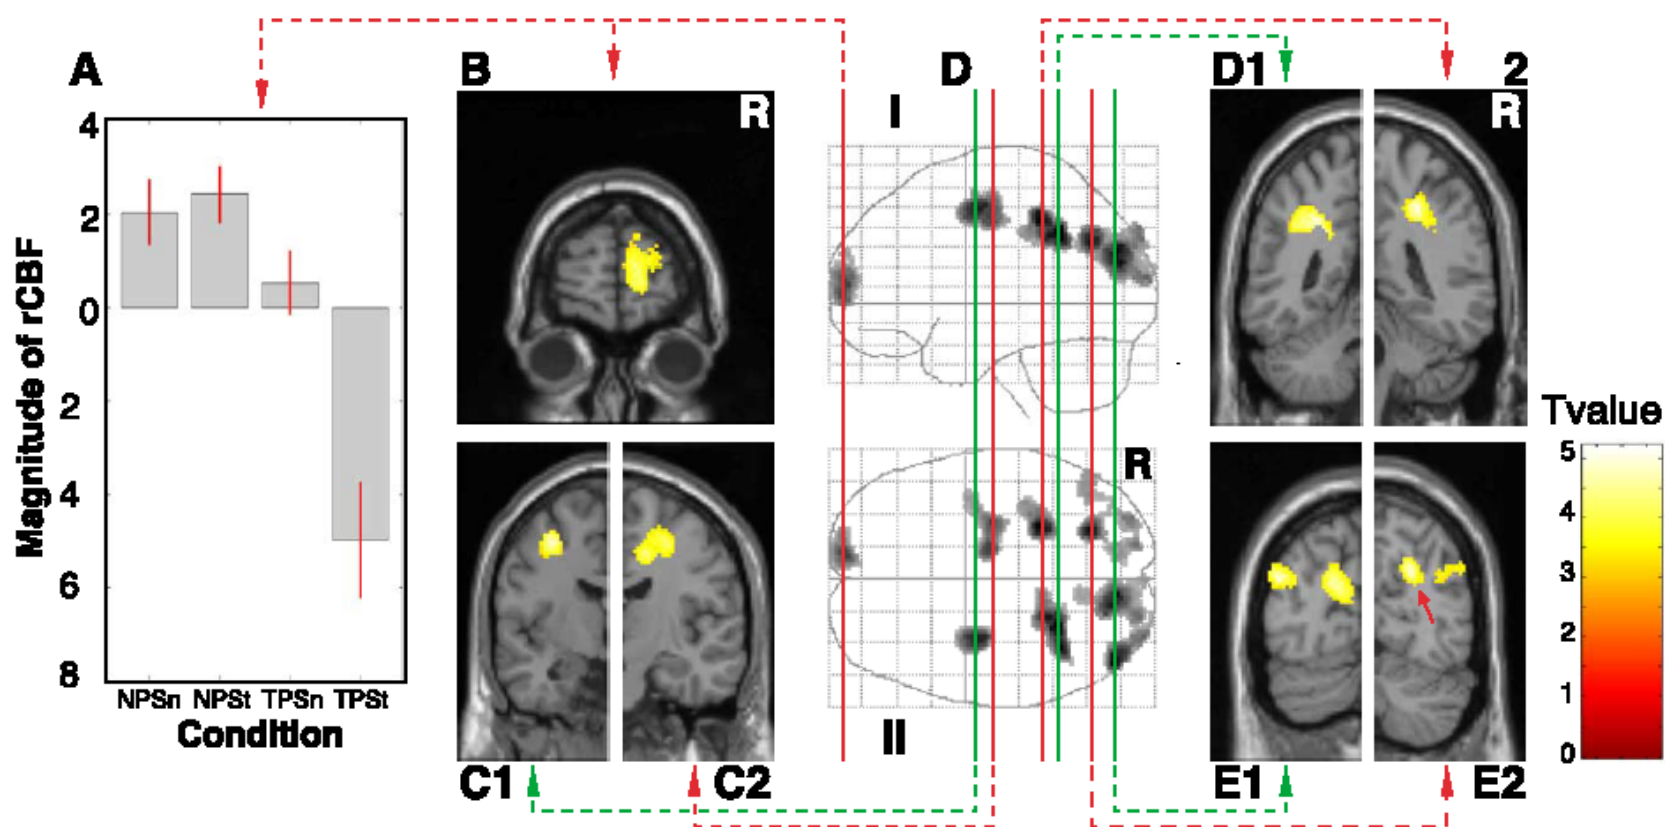 A
B
D
D1
2
R
I
R
4
2
0
2
4
6
8
Magnitude of rCBF
NPSn NPSt TPSn TPSt
Condition
R
II
C1
C2
E1
E2
Tvalue
5
4
3
2
1
0